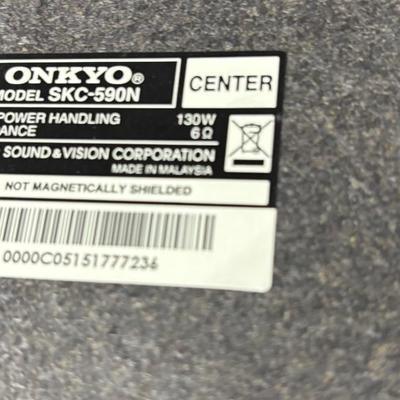 ONKYO®
MODEL SKC-590N
CENTER
POWER HANDLING 130W
ANCE 6Ω
SOUND & VISION CORPORATION
MADE IN MALAYSIA
NOT MAGNETICALLY SHIELDED
0000C05151777236